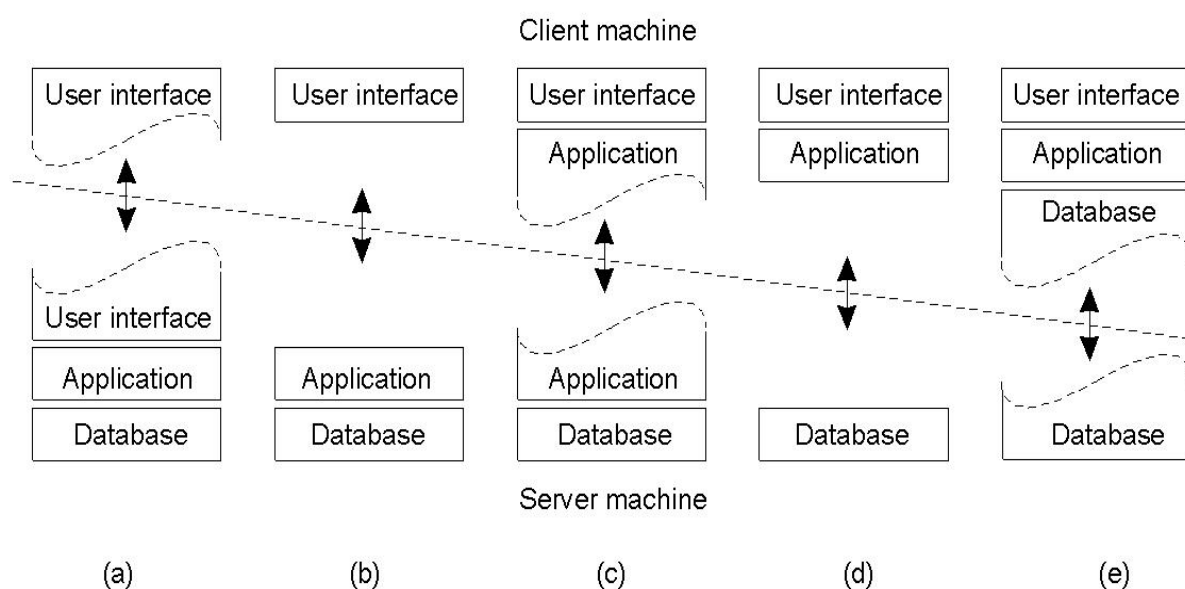 Client machine
User interface User interface User interface User interface User interface
Application Application Application
Database
User interface
Application Application Application
Database Database Database Database Database
Server machine
(a) (b) (c) (d) (e)